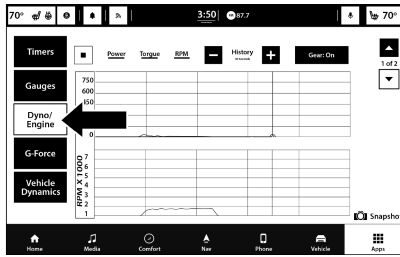 70° 3:50 87.7 70°
Timers
Gauges
Dyno/
Engine
G-Force
Vehicle
Dynamics
Power Torque RPM
History
Gear: On
1 of 2
750
600
450
0
RPM X 1000
7
6
5
4
3
2
1
Snapshot
Home Media Comfort Nav Phone Vehicle Apps